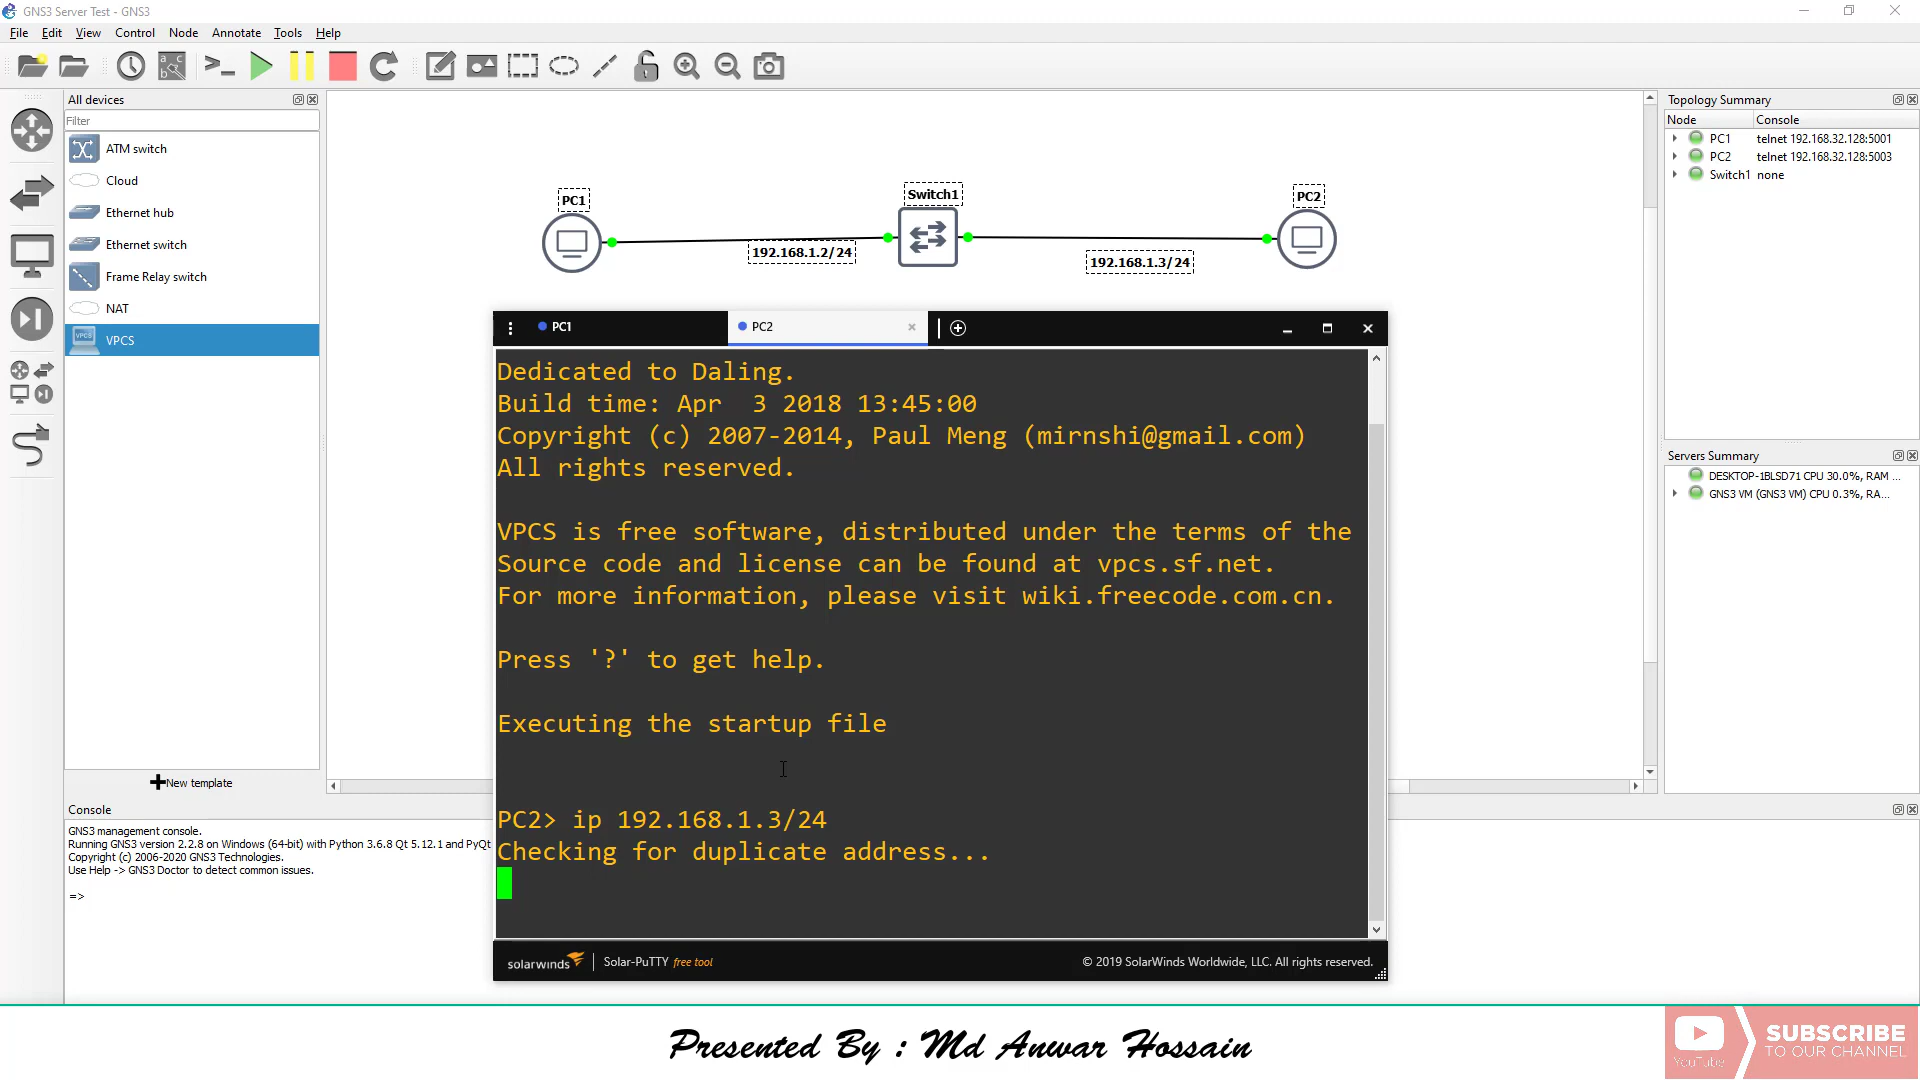 GNS3 Server Test - GNS3
File Edit View Control Node Annotate Tools Help
All devices
Filter
ATM switch
Cloud
Ethernet hub
Ethernet switch
Frame Relay switch
NAT
VPCS
VPCS
New template
PC1
Switch1
PC2
192.168.1.2/24
192.168.1.3/24
Topology Summary
Node Console
PC1 telnet 192.168.32.128:5001
PC2 telnet 192.168.32.128:5003
Switch1 none
Servers Summary
DESKTOP-1BLSD71 CPU 30.0%, RAM ...
GNS3 VM (GNS3 VM) CPU 0.3%, RA...
PC1
PC2
Dedicated to Daling.
Build time: Apr  3 2018 13:45:00
Copyright (c) 2007-2014, Paul Meng (mirnshi@gmail.com)
All rights reserved.
VPCS is free software, distributed under the terms of the
Source code and license can be found at vpcs.sf.net.
For more information, please visit wiki.freecode.com.cn.
Press '?' to get help.
Executing the startup file
PC2> ip 192.168.1.3/24
Checking for duplicate address...
solarwinds Solar-PuTTY free tool
© 2019 SolarWinds Worldwide, LLC. All rights reserved.
Console
GNS3 management console.
Running GNS3 version 2.2.8 on Windows (64-bit) with Python 3.6.8 Qt 5.12.1 and PyQt
Copyright (c) 2006-2020 GNS3 Technologies.
Use Help -> GNS3 Doctor to detect common issues.
=>
Presented By : Md Anwar Hossain
YouTube
SUBSCRIBE
TO OUR CHANNEL